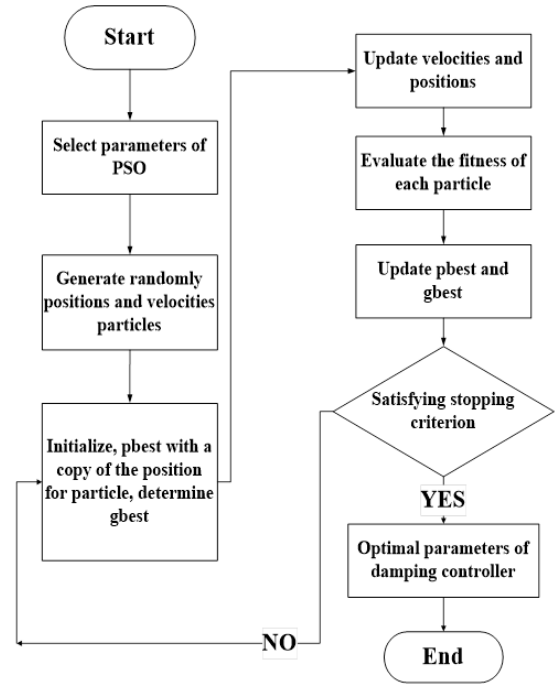 Start
Select parameters of
PSO
Generate randomly
positions and velocities
particles
Initialize, pbest with a
copy of the position
for particle, determine
gbest
Update velocities and
positions
Evaluate the fitness of
each particle
Update pbest and
gbest
Satisfying stopping
criterion
YES
Optimal parameters of
damping controller
NO
End